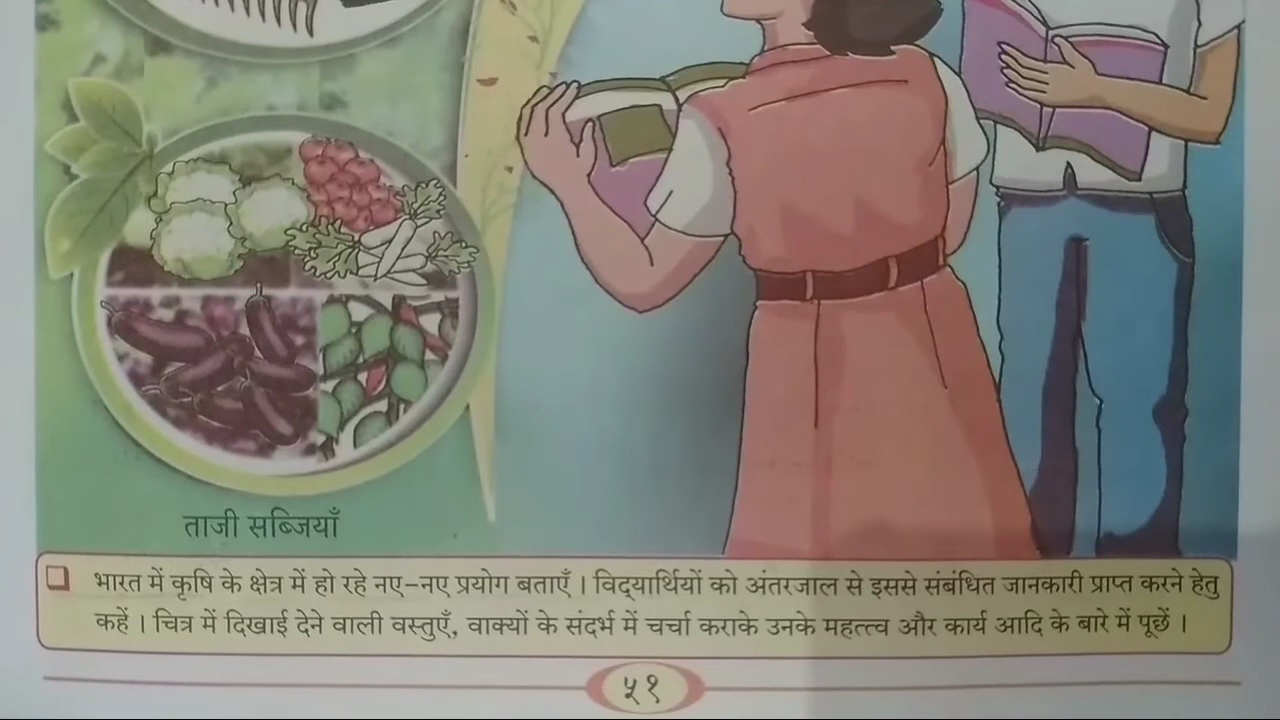 ताजी सब्जियाँ
भारत में कृषि के क्षेत्र में हो रहे नए-नए प्रयोग बताएँ । विद्‌यार्थियों को अंतरजाल से इससे संबंधित जानकारी प्राप्त करने हेतु
कहें । चित्र में दिखाई देने वाली वस्तुएँ, वाक्यों के संदर्भ में चर्चा कराके उनके महत्त्व और कार्य आदि के बारे में पूछें ।
५१